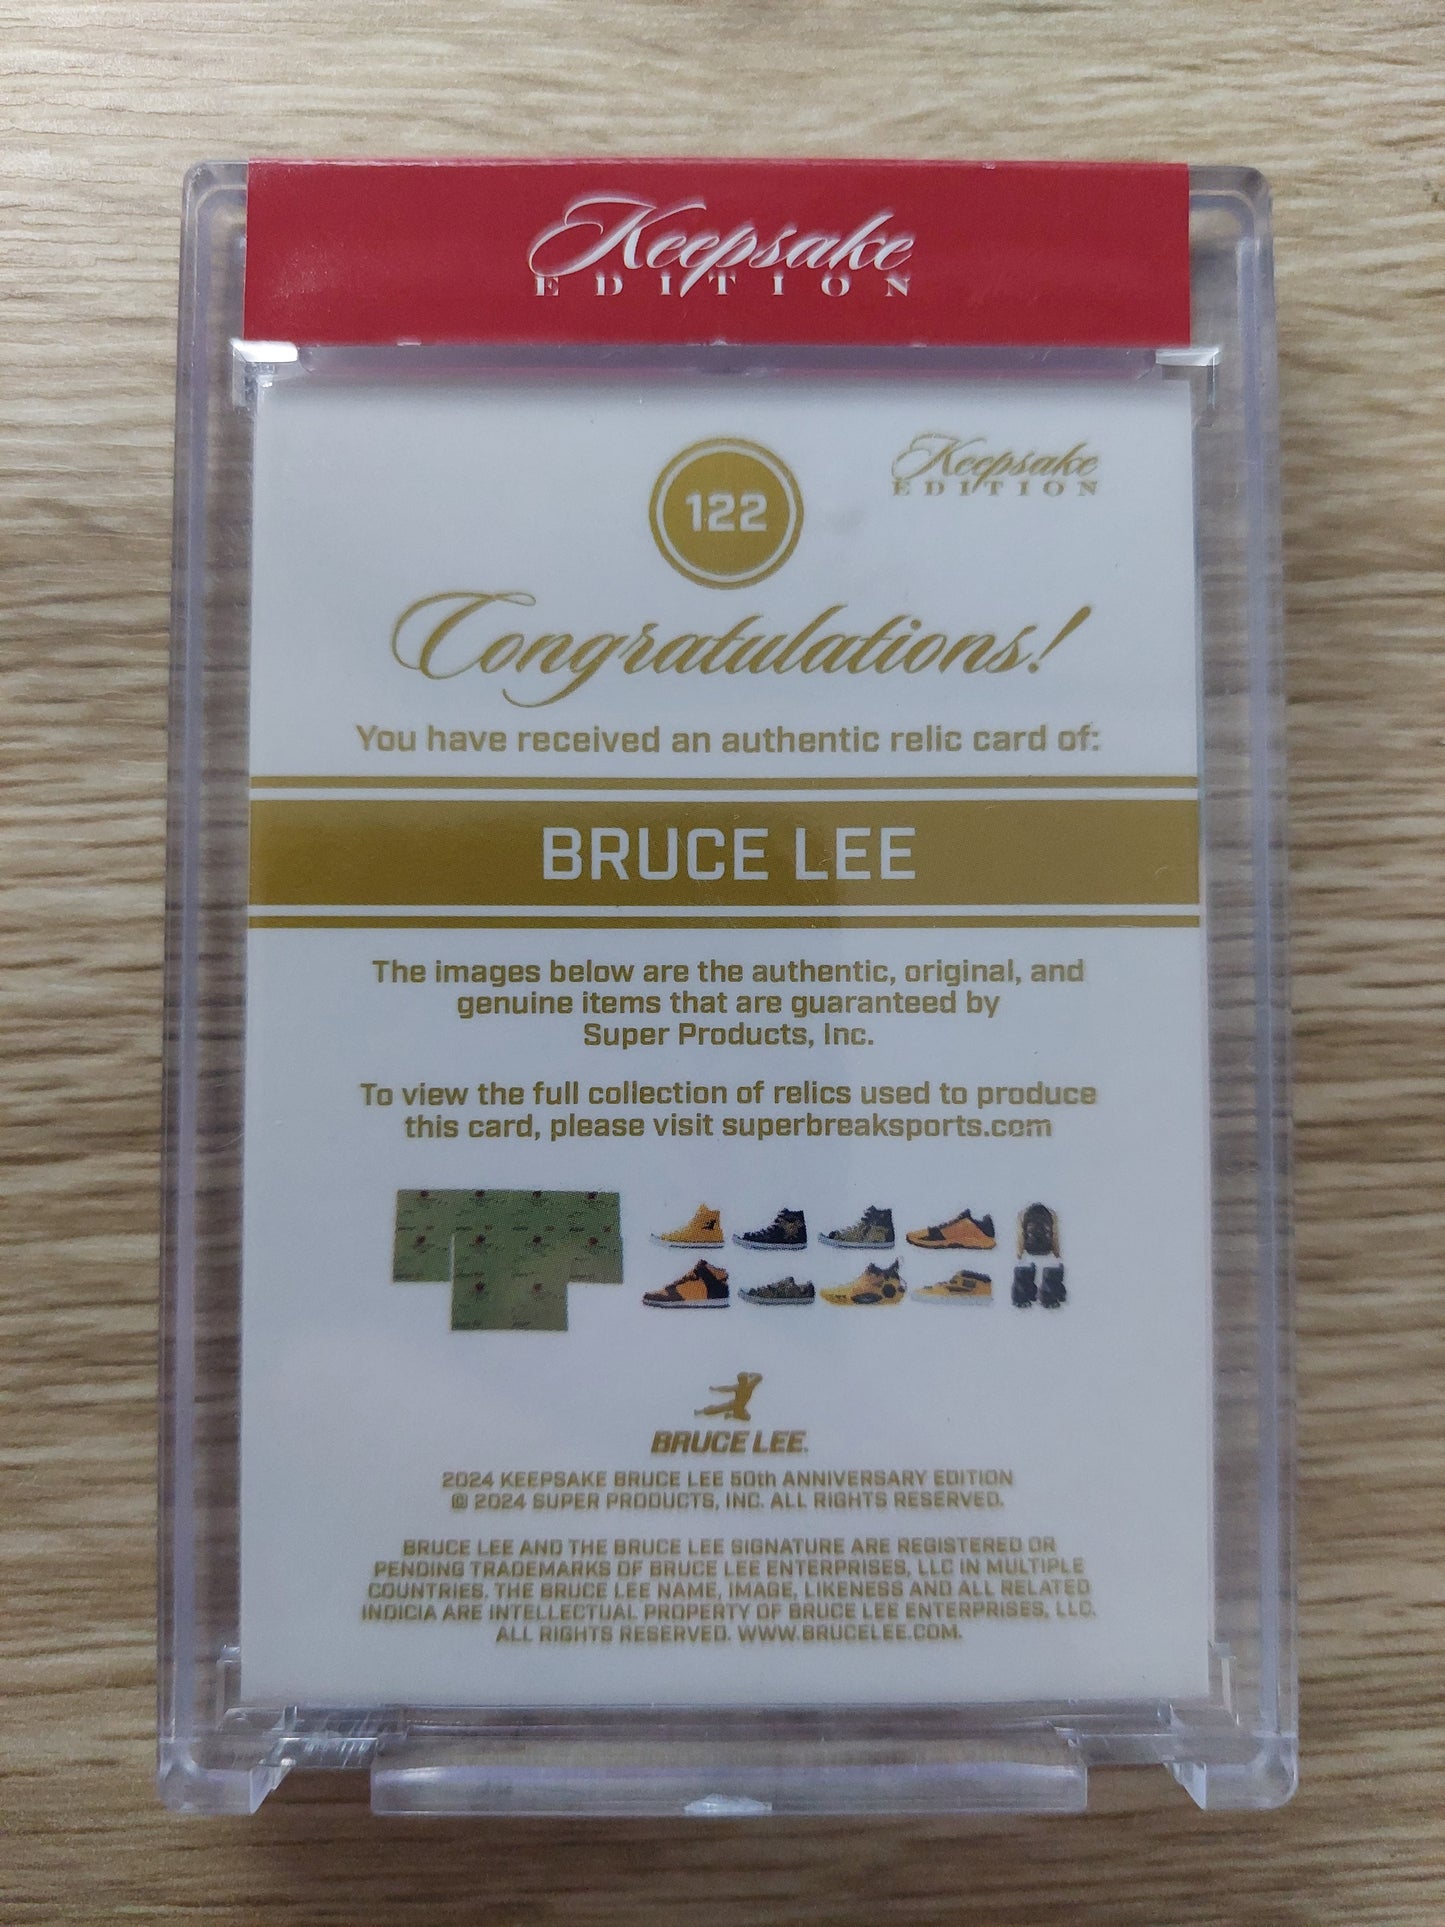 Keepsake
EDITION
122
Keepsake
EDITION
Congratulations!
You have received an authentic relic card of:
BRUCE LEE
The images below are the authentic, original, and
genuine items that are guaranteed by
Super Products, Inc.
To view the full collection of relics used to produce
this card, please visit superbreaksports.com
BRUCE LEE.
2024 KEEPSAKE BRUCE LEE 50th ANNIVERSARY EDITION
© 2024 SUPER PRODUCTS, INC. ALL RIGHTS RESERVED.
BRUCE LEE AND THE BRUCE LEE SIGNATURE ARE REGISTERED OR
PENDING TRADEMARKS OF BRUCE LEE ENTERPRISES, LLC IN MULTIPLE
COUNTRIES. THE BRUCE LEE NAME, IMAGE, LIKENESS AND ALL RELATED
INDICIA ARE INTELLECTUAL PROPERTY OF BRUCE LEE ENTERPRISES, LLC.
ALL RIGHTS RESERVED. WWW.BRUCELEE.COM.